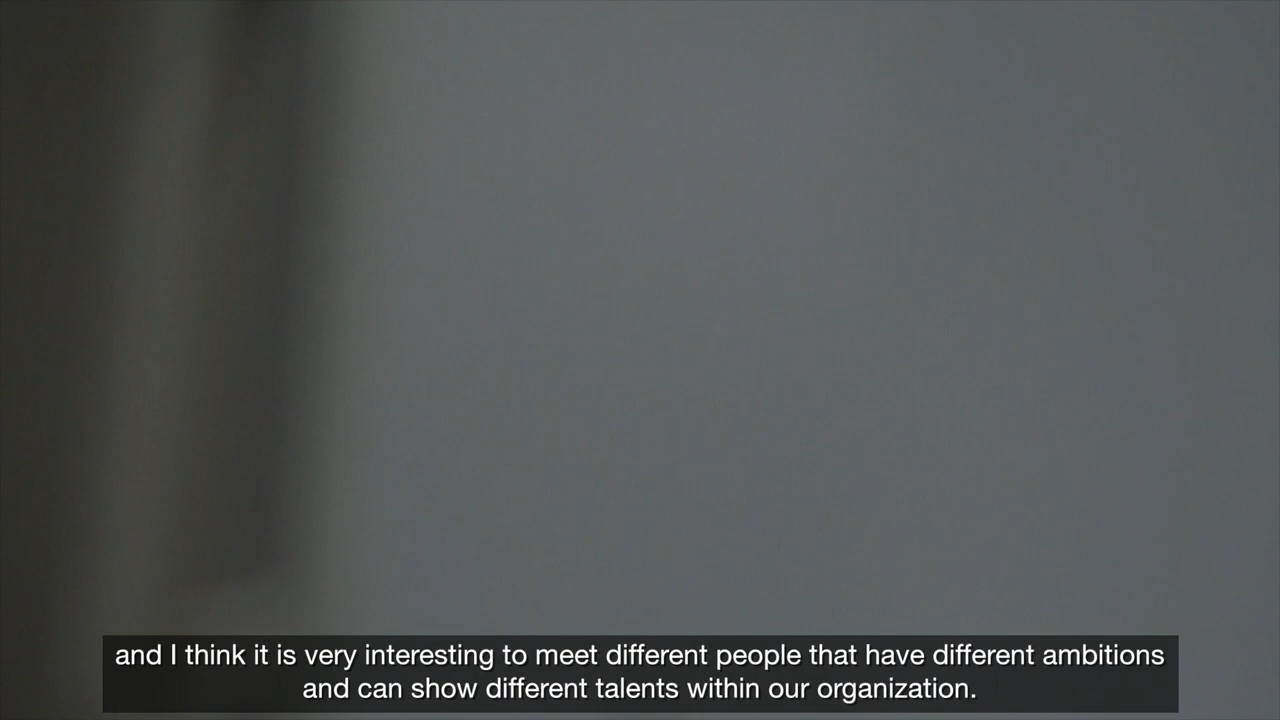 and I think it is very interesting to meet different people that have different ambitions
and can show different talents within our organization.